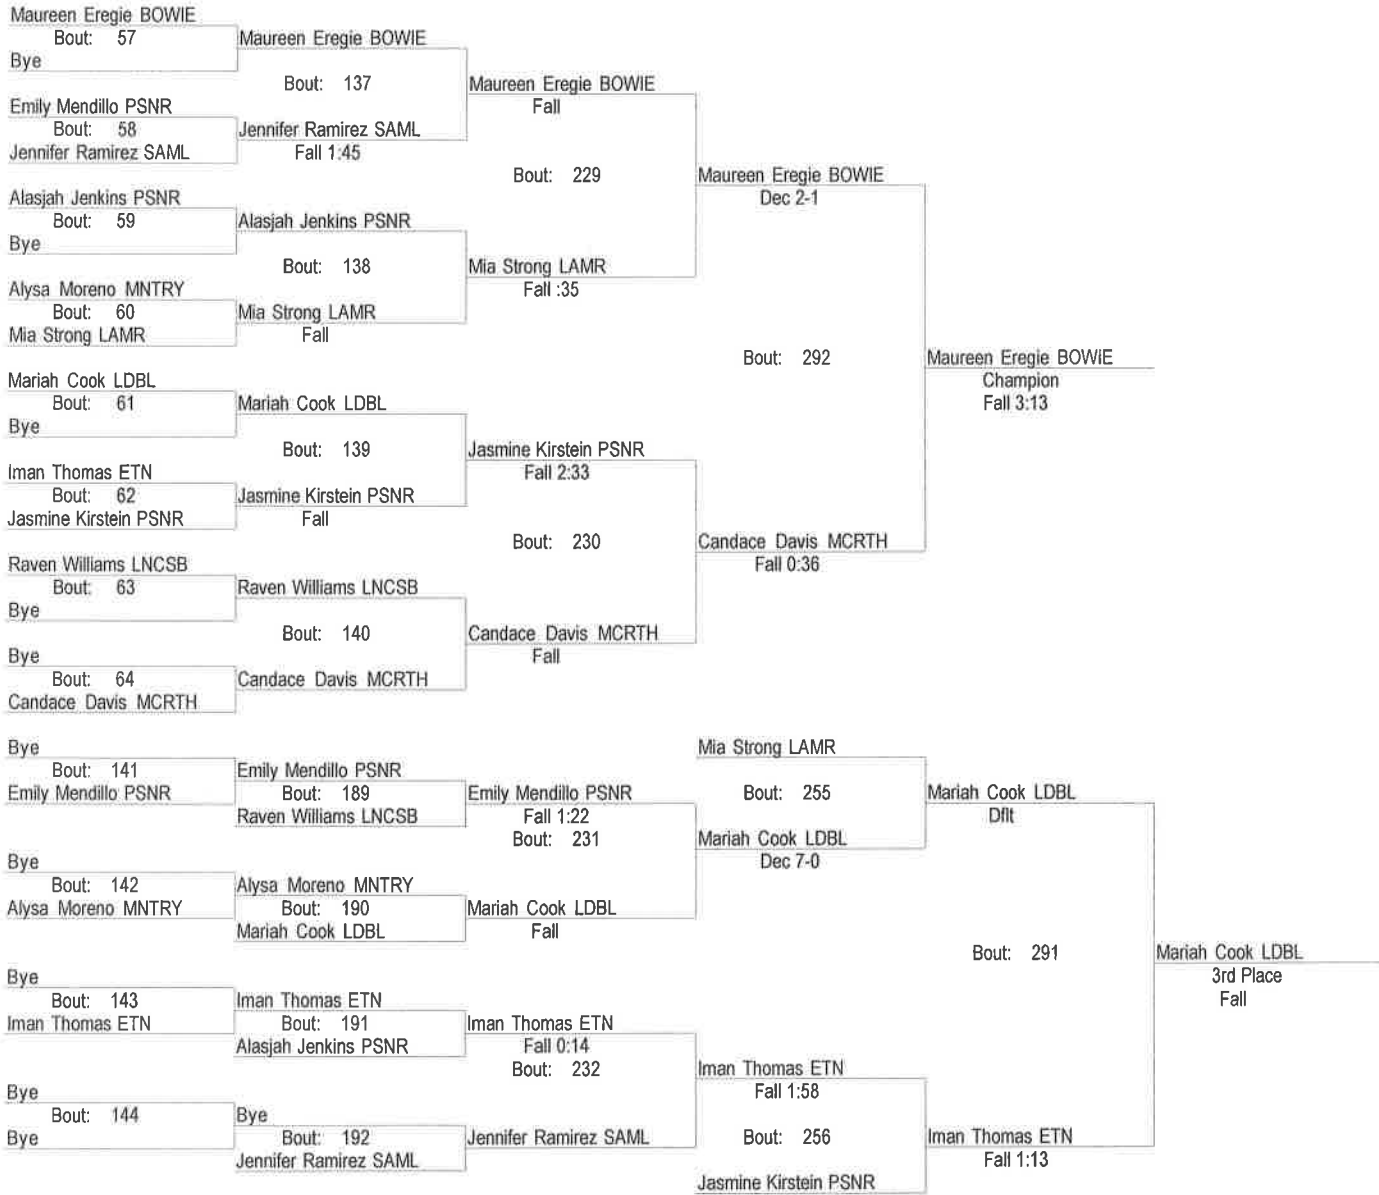 Maureen Eregie BOWIE
Bout: 57
Bye
Maureen Eregie BOWIE
Bout: 137
Emily Mendillo PSNR
Bout: 58
Jennifer Ramirez SAML
Jennifer Ramirez SAML
Fall 1:45
Maureen Eregie BOWIE
Fall
Bout: 229
Alasjah Jenkins PSNR
Bout: 59
Bye
Alasjah Jenkins PSNR
Bout: 138
Alysa Moreno MNTRY
Bout: 60
Mia Strong LAMR
Mia Strong LAMR
Fall
Mia Strong LAMR
Fall :35
Maureen Eregie BOWIE
Dec 2-1
Bout: 292
Maureen Eregie BOWIE
Champion
Fall 3:13
Mariah Cook LDBL
Bout: 61
Bye
Mariah Cook LDBL
Bout: 139
Iman Thomas ETN
Bout: 62
Jasmine Kirstein PSNR
Jasmine Kirstein PSNR
Fall
Jasmine Kirstein PSNR
Fall 2:33
Bout: 230
Raven Williams LNCSB
Bout: 63
Bye
Raven Williams LNCSB
Bout: 140
Bye
Bout: 64
Candace Davis MCRTH
Candace Davis MCRTH
Candace Davis MCRTH
Fall
Candace Davis MCRTH
Fall 0:36
Bye
Bout: 141
Emily Mendillo PSNR
Emily Mendillo PSNR
Bout: 189
Raven Williams LNCSB
Emily Mendillo PSNR
Fall 1:22
Bout: 231
Bye
Bout: 142
Alysa Moreno MNTRY
Alysa Moreno MNTRY
Bout: 190
Mariah Cook LDBL
Mariah Cook LDBL
Fall
Mia Strong LAMR
Bout: 255
Mariah Cook LDBL
Dec 7-0
Mariah Cook LDBL
Dflt
Bout: 291
Mariah Cook LDBL
3rd Place
Fall
Bye
Bout: 143
Iman Thomas ETN
Iman Thomas ETN
Bout: 191
Alasjah Jenkins PSNR
Iman Thomas ETN
Fall 0:14
Bout: 232
Bye
Bout: 144
Bye
Bye
Bout: 192
Jennifer Ramirez SAML
Jennifer Ramirez SAML
Iman Thomas ETN
Fall 1:58
Bout: 256
Jasmine Kirstein PSNR
Iman Thomas ETN
Fall 1:13